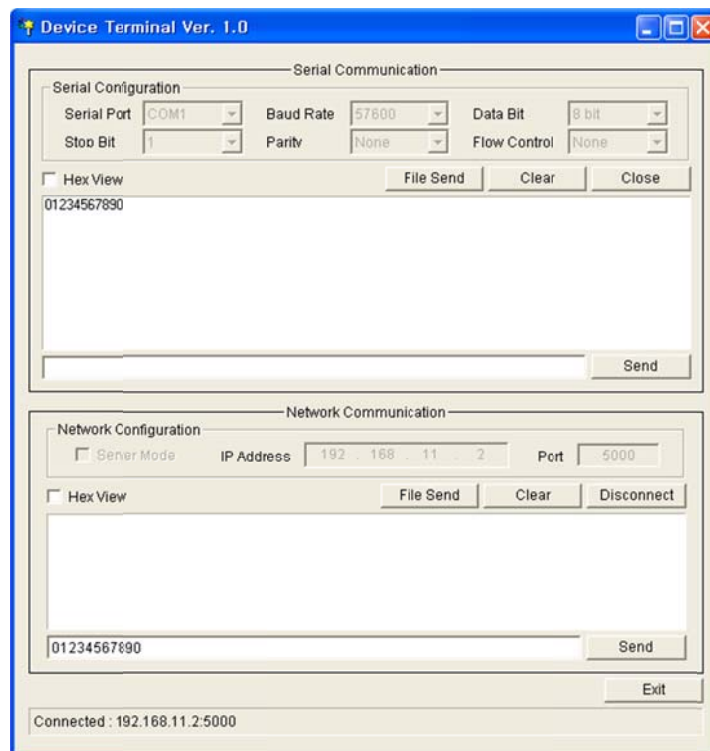 Device Terminal Ver. 1.0
Serial Communication
Serial Configuration
Serial Port COM1 Baud Rate 57600 Data Bit 8 bit
Stop Bit 1 Parity None Flow Control None
Hex View File Send Clear Close
01234567890
Send
Network Communication
Network Configuration
Server Mode IP Address 192 . 168 . 11 . 2 Port 5000
Hex View File Send Clear Disconnect
01234567890 Send
Exit
Connected : 192.168.11.2:5000